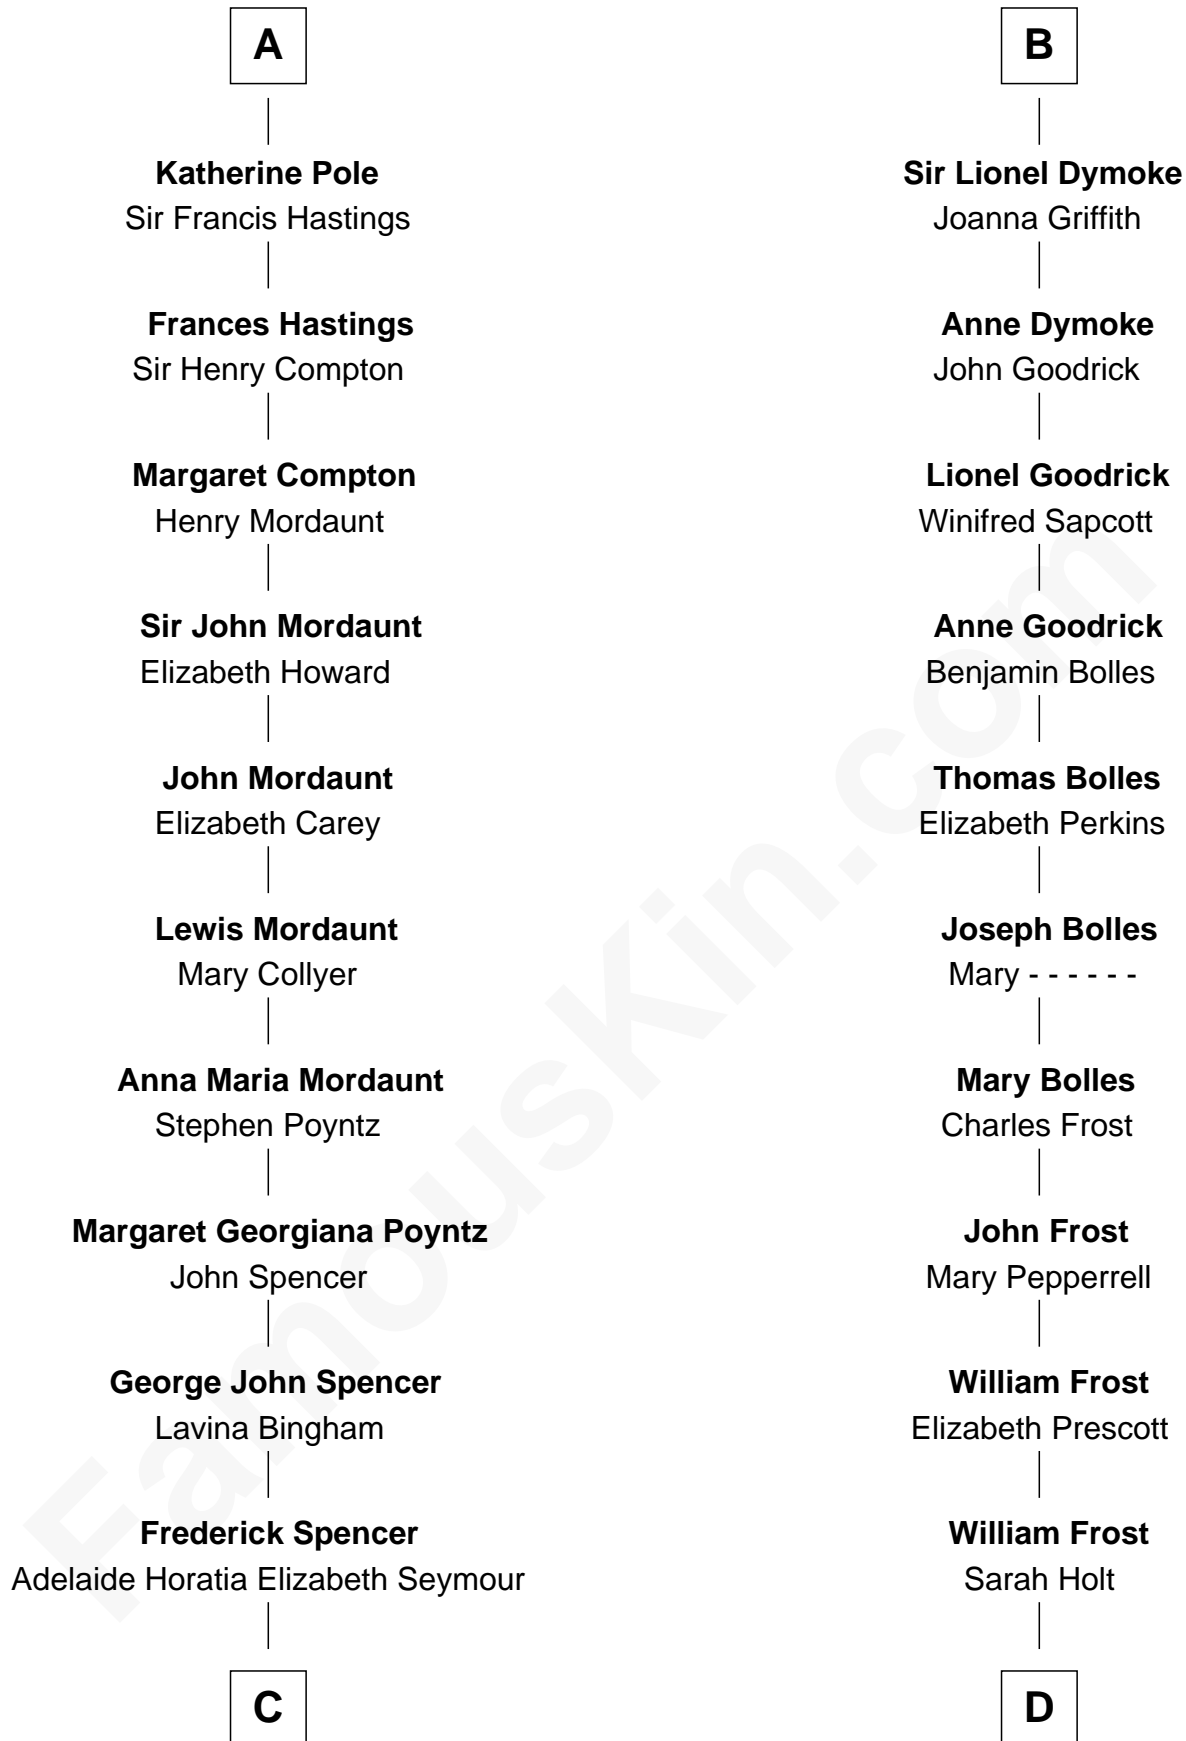 A
Katherine Pole
Sir Francis Hastings
Frances Hastings
Sir Henry Compton
Margaret Compton
Henry Mordaunt
Sir John Mordaunt
Elizabeth Howard
John Mordaunt
Elizabeth Carey
Lewis Mordaunt
Mary Collyer
Anna Maria Mordaunt
Stephen Poyntz
Margaret Georgiana Poyntz
John Spencer
George John Spencer
Lavina Bingham
Frederick Spencer
Adelaide Horatia Elizabeth Seymour
C
B
Sir Lionel Dymoke
Joanna Griffith
Anne Dymoke
John Goodrick
Lionel Goodrick
Winifred Sapcott
Anne Goodrick
Benjamin Bolles
Thomas Bolles
Elizabeth Perkins
Joseph Bolles
Mary - - - - - -
Mary Bolles
Charles Frost
John Frost
Mary Pepperrell
William Frost
Elizabeth Prescott
William Frost
Sarah Holt
D
FamousKin.com